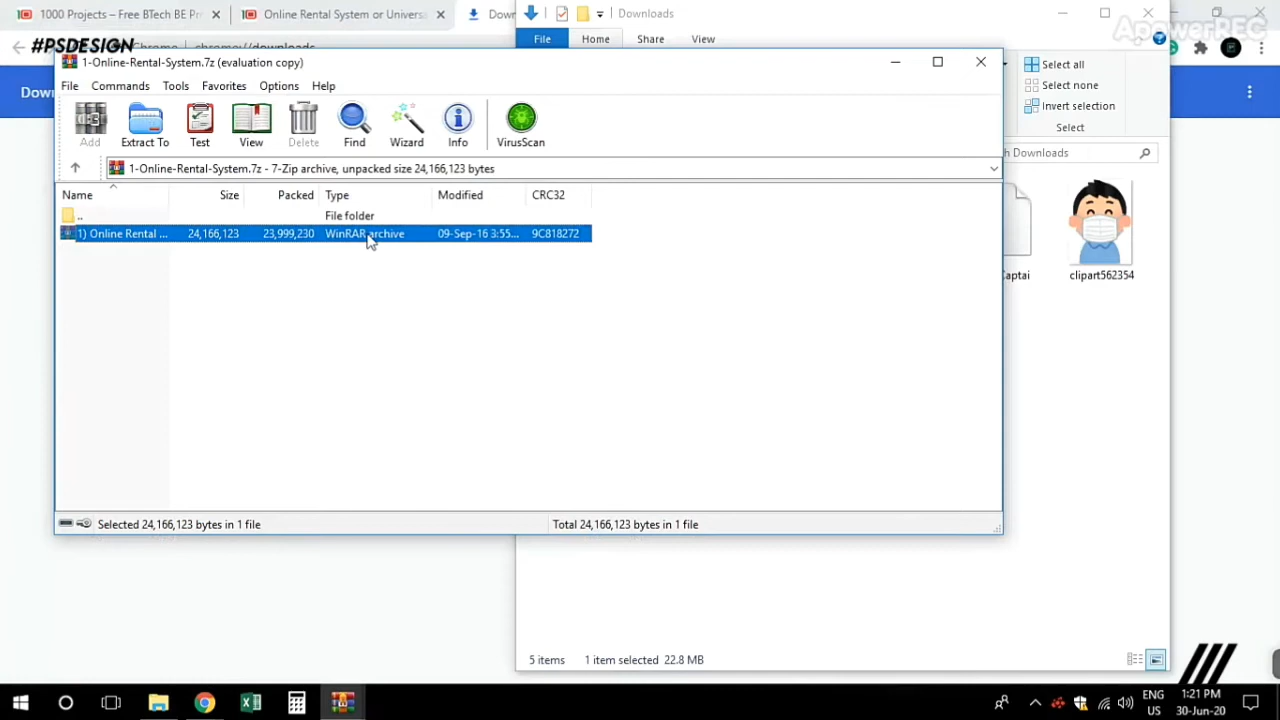 1000 Projects – Free BTech BE Pr
Online Rental System or Universa
Down
Downloads
ApowerREC
#PSDESIGN
Chrome
chrome://downloads
File
Home
Share
View
1-Online-Rental-System.7z (evaluation copy)
Select all
File
Commands
Tools
Favorites
Options
Help
Down
Select none
Invert selection
Add
Extract To
Test
View
Delete
Find
Wizard
Info
VirusScan
Select
1-Online-Rental-System.7z - 7-Zip archive, unpacked size 24,166,123 bytes
h Downloads
Name
Size
Packed
Type
Modified
CRC32
..
File folder
1) Online Rental ...
24,166,123
23,999,230
WinRAR archive
09-Sep-16 3:55...
9C818272
Captai
clipart562354
Selected 24,166,123 bytes in 1 file
Total 24,166,123 bytes in 1 file
5 items
1 item selected 22.8 MB
ENG
US
1:21 PM
30-Jun-20